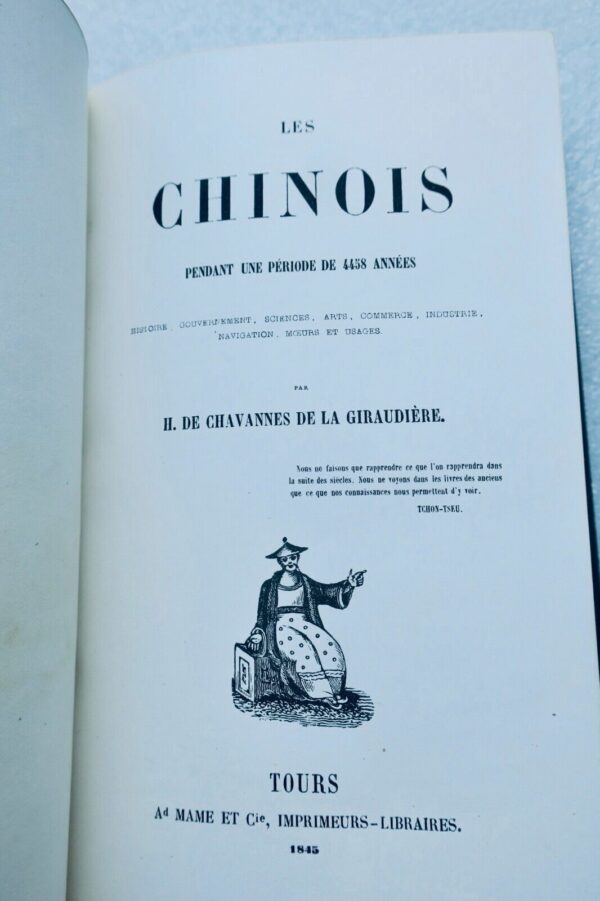 LES
CHINOIS
PENDANT UNE PÉRIODE DE 4458 ANNÉES
HISTOIRE, GOUVERNEMENT, SCIENCES, ARTS, COMMERCE, INDUSTRIE,
NAVIGATION, MŒURS ET USAGES
PAR
H. DE CHAVANNES DE LA GIRAUDIÈRE.
Nous ne faisons que rapprendre ce que l'on rapprendra dans
la suite des siècles. Nous ne voyons dans les livres des anciens
que ce que nos connaissances nous permettent d'y voir.
TCHON-TSEU.
TOURS
Ad MAME ET Cie, IMPRIMEURS-LIBRAIRES.
1845